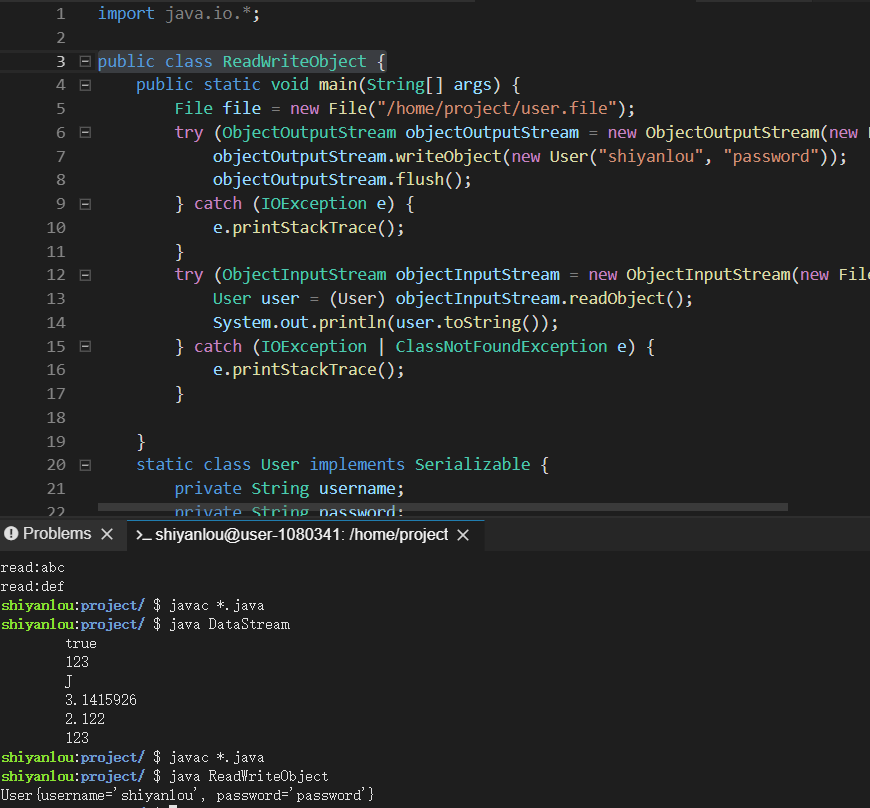 1 import java.io.*;
2
3 public class ReadWriteObject {
4 public static void main(String[] args) {
5 File file = new File("/home/project/user.file");
6 try (ObjectOutputStream objectOutputStream = new ObjectOutputStream(new
7 objectOutputStream.writeObject(new User("shiyanlou", "password"));
8 objectOutputStream.flush();
9 } catch (IOException e) {
10 e.printStackTrace();
11 }
12 try (ObjectInputStream objectInputStream = new ObjectInputStream(new File
13 User user = (User) objectInputStream.readObject();
14 System.out.println(user.toString());
15 } catch (IOException | ClassNotFoundException e) {
16 e.printStackTrace();
17 }
18
19 }
20 static class User implements Serializable {
21 private String username;
22 private String password;
Problems shiyanlou@user-1080341: /home/project
read:abc
read:def
shiyanlou:project/ $ javac *.java
shiyanlou:project/ $ java DataStream
true
123
J
3.1415926
2.122
123
shiyanlou:project/ $ javac *.java
shiyanlou:project/ $ java ReadWriteObject
User{username='shiyanlou', password='password'}